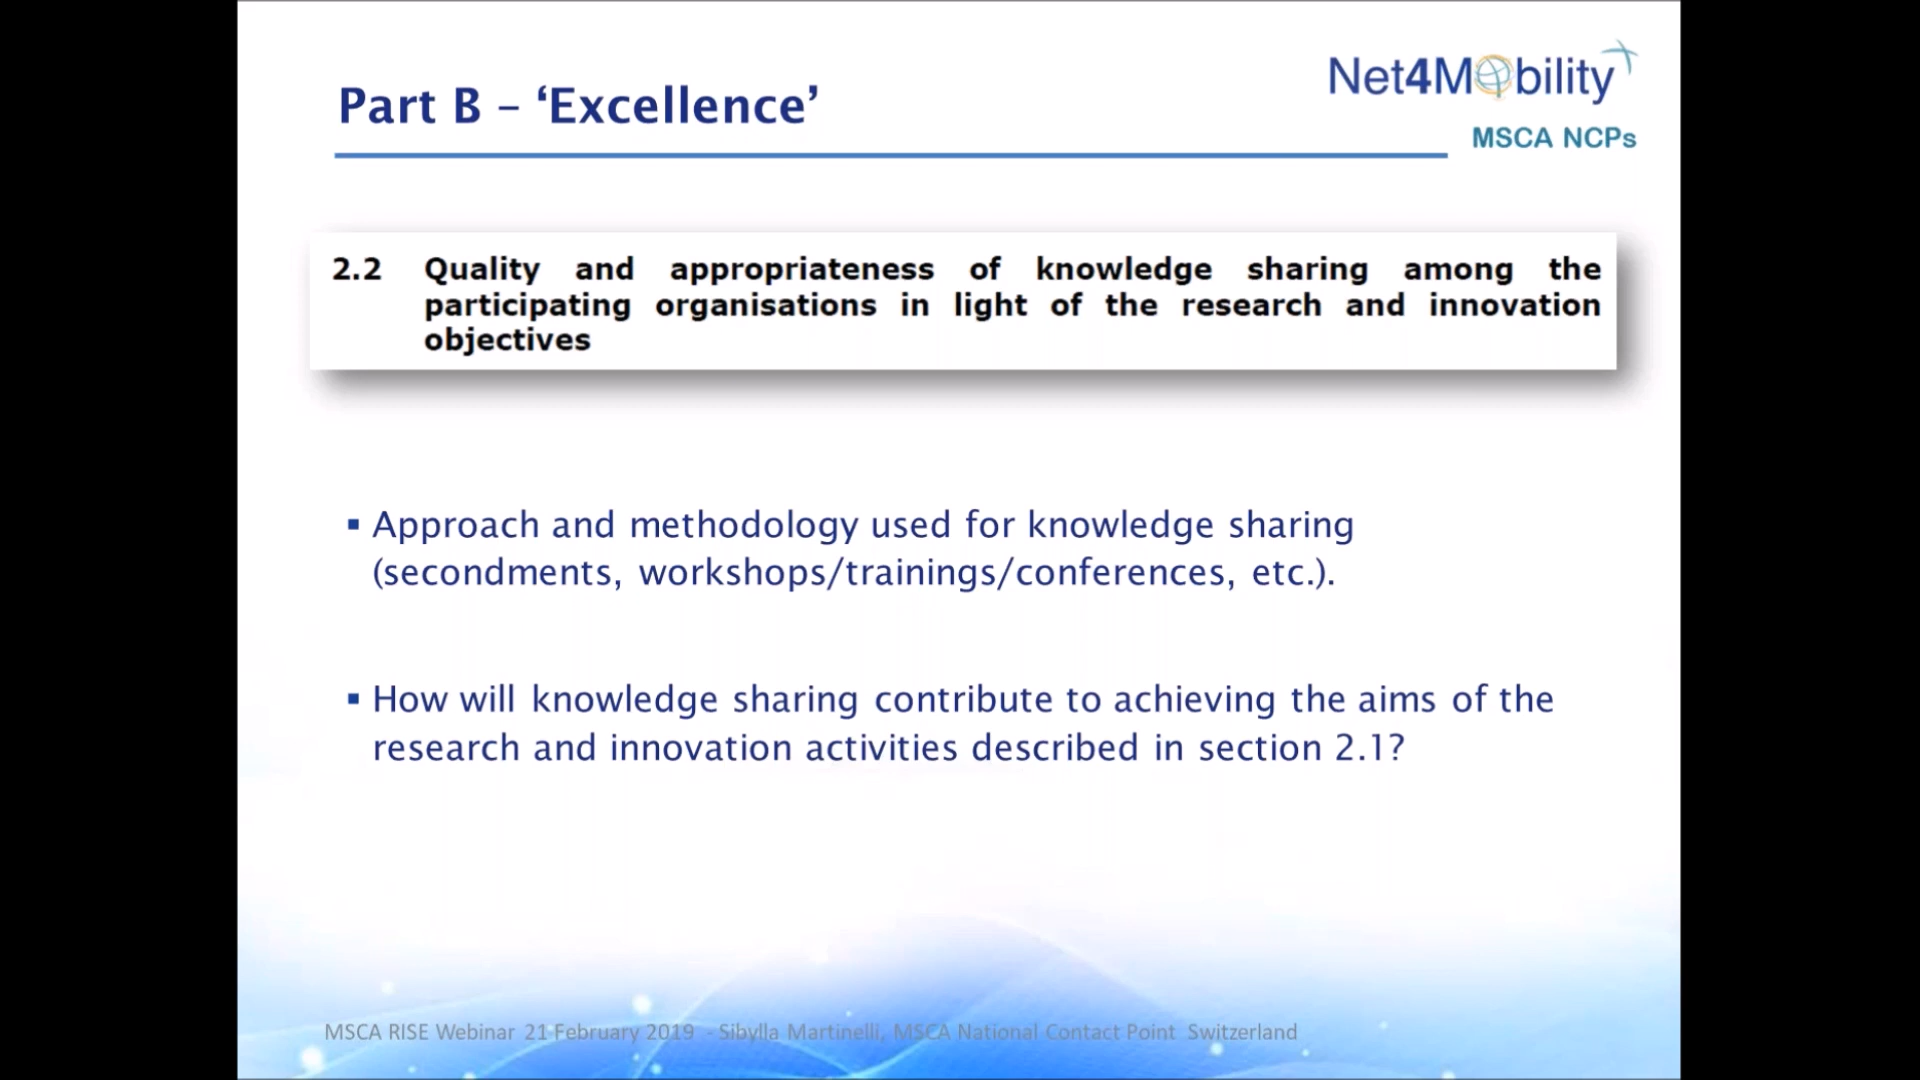 Part B – ‘Excellence’
Net4Mobility
MSCA NCPs
2.2 Quality and appropriateness of knowledge sharing among the
participating organisations in light of the research and innovation
objectives
▪ Approach and methodology used for knowledge sharing
(secondments, workshops/trainings/conferences, etc.).
▪ How will knowledge sharing contribute to achieving the aims of the
research and innovation activities described in section 2.1?
MSCA RISE Webinar 21 February 2019 - Sibylla Martinelli, MSCA National Contact Point Switzerland